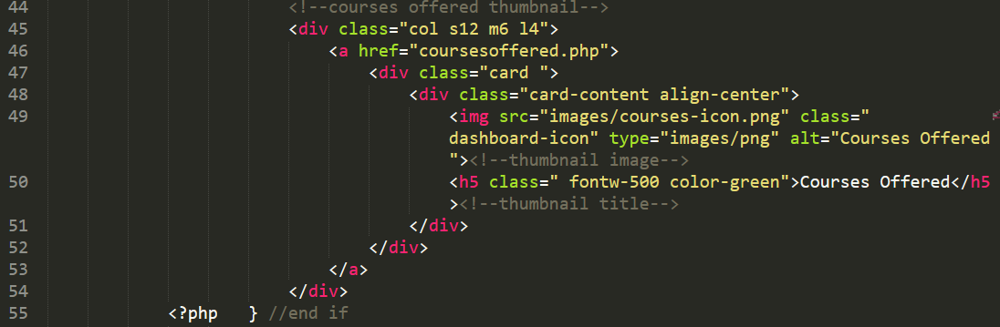 44 <!--courses offered thumbnail-->
45 <div class="col s12 m6 l4">
46 <a href="coursesoffered.php">
47 <div class="card ">
48 <div class="card-content align-center">
49 <img src="images/courses-icon.png" class="
dashboard-icon" type="images/png" alt="Courses Offered
"><!--thumbnail image-->
50 <h5 class=" fontw-500 color-green">Courses Offered</h5
><!--thumbnail title-->
51 </div>
52 </div>
53 </a>
54 </div>
55 <?php } //end if